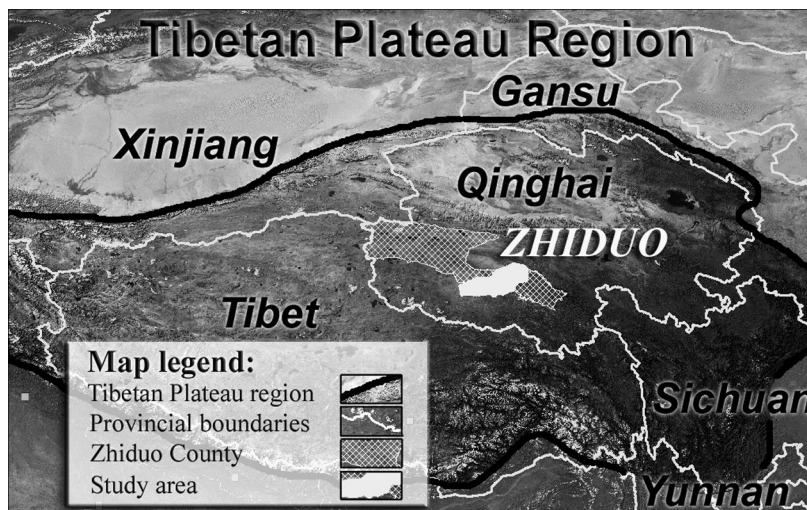 Tibetan Plateau Region
Gansu
Xinjiang
Qinghai
ZHIDUO
Tibet
Map legend:
Tibetan Plateau region
Provincial boundaries
Zhiduo County
Study area
Sichuan
Yunnan